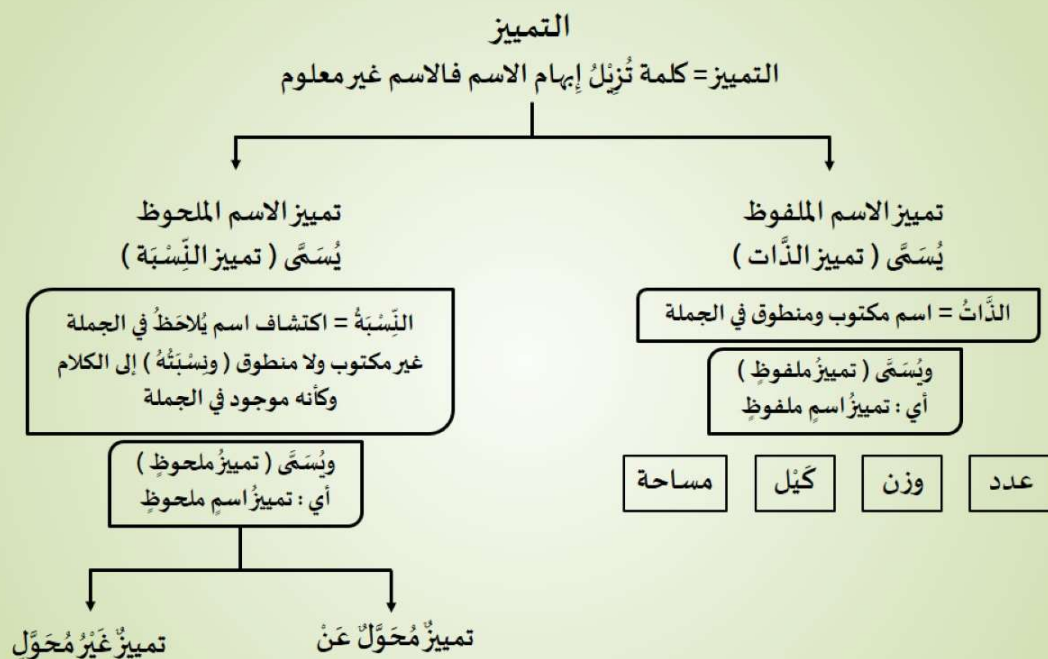 التمييز
التمييز = كلمة تُزِيْلُ إِبهام الاسم فالاسم غير معلوم
تمييز الاسم الملفوظ
يُسَمَّى ( تمييز الذَّات )
الذَّاتُ = اسم مكتوب ومنطوق في الجملة
ويُسَمَّى ( تمييزُ ملفوظٍ )
أي : تمييزُ اسمٍ ملفوظٍ
عدد
وزن
كَيْل
مساحة
تمييز الاسم الملحوظ
يُسَمَّى ( تمييز النِّسْبَة )
النِّسْبَةُ = اكتشاف اسم يُلاحَظُ في الجملة
غير مكتوب ولا منطوق ( ونِسْبَتُهُ ) إلى الكلام
وكأنه موجود في الجملة
ويُسَمَّى ( تمييزُ ملحوظٍ )
أي : تمييزُ اسمٍ ملحوظٍ
تمييزٌ مُحَوَّلٌ عَنْ
تمييزٌ غَيْرُ مُحَوَّلٍ